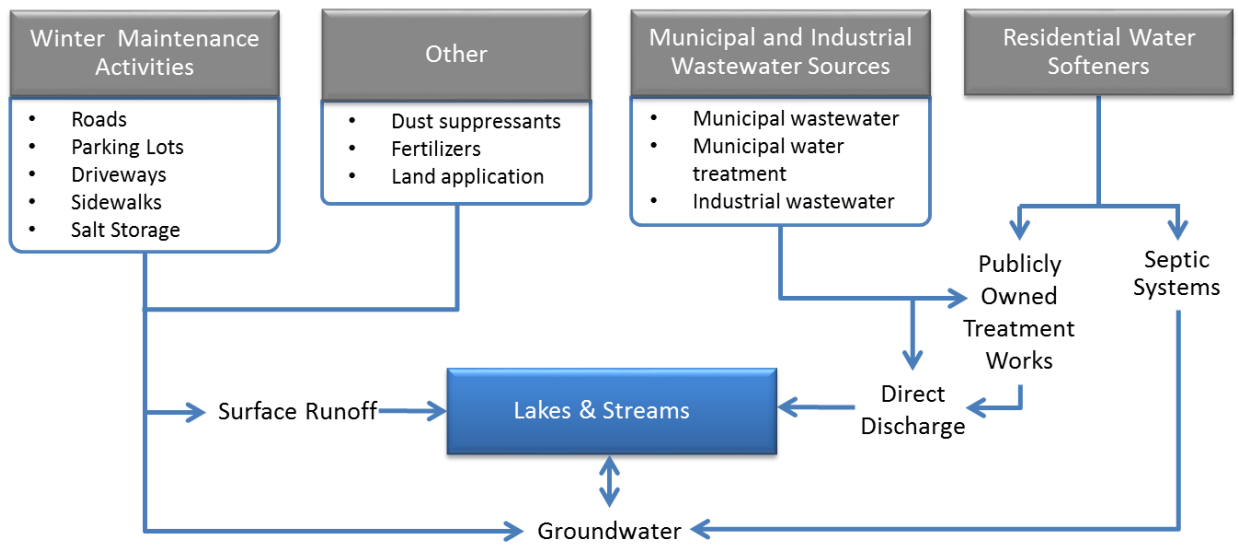 Winter Maintenance
Activities
• Roads
• Parking Lots
• Driveways
• Sidewalks
• Salt Storage
Other
• Dust suppressants
• Fertilizers
• Land application
Municipal and Industrial
Wastewater Sources
• Municipal wastewater
• Municipal water
treatment
• Industrial wastewater
Residential Water
Softeners
Publicly
Owned
Treatment
Works
Septic
Systems
Surface Runoff
Lakes & Streams
Direct
Discharge
Groundwater